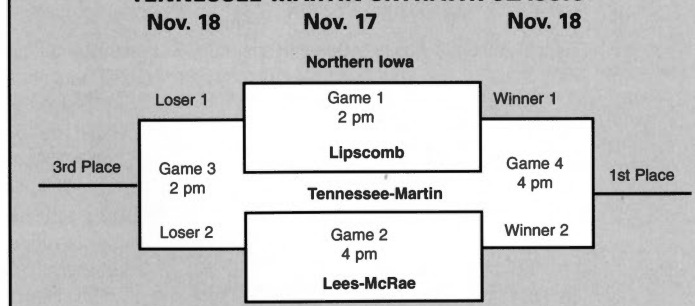 Nov. 18 Nov. 17 Nov. 18
Northern Iowa
Loser 1 Game 1 Winner 1
2 pm
Lipscomb
3rd Place Game 3 Game 4 1st Place
2 pm 4 pm
Tennessee-Martin
Loser 2 Game 2 Winner 2
4 pm
Lees-McRae